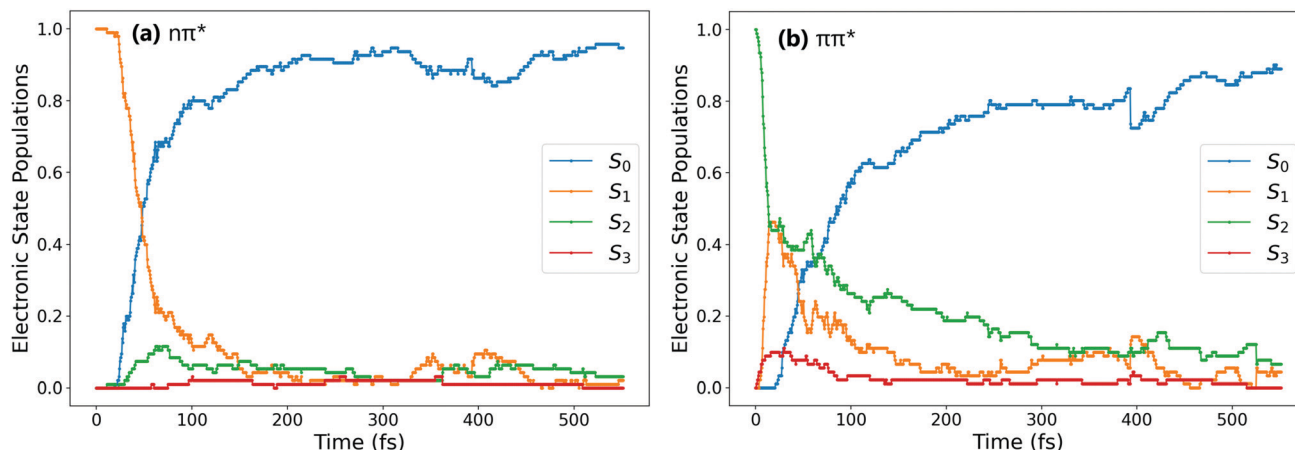 (a) nπ*
Electronic State Populations
1.0
0.8
0.6
0.4
0.2
0.0
S₀
S₁
S₂
S₃
0 100 200 300 400 500
Time (fs)
(b) ππ*
Electronic State Populations
1.0
0.8
0.6
0.4
0.2
0.0
S₀
S₁
S₂
S₃
0 100 200 300 400 500
Time (fs)